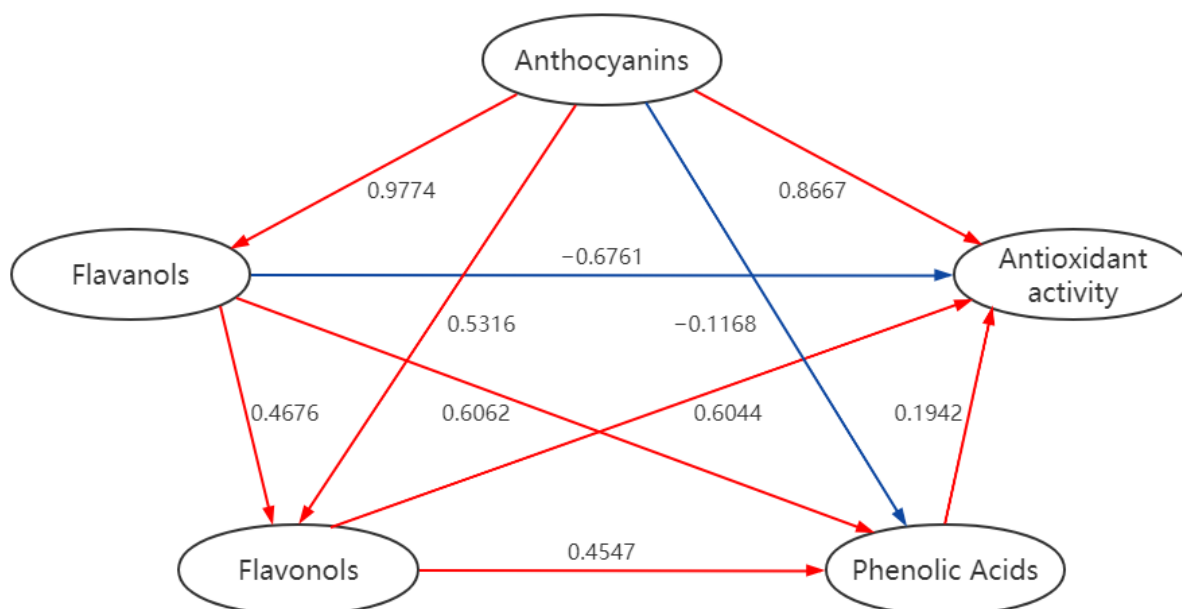 Anthocyanins
0.9774
0.8667
Flavanols
−0.6761
Antioxidant
activity
0.5316
−0.1168
0.4676
0.6062
0.6044
0.1942
Flavonols
0.4547
Phenolic Acids